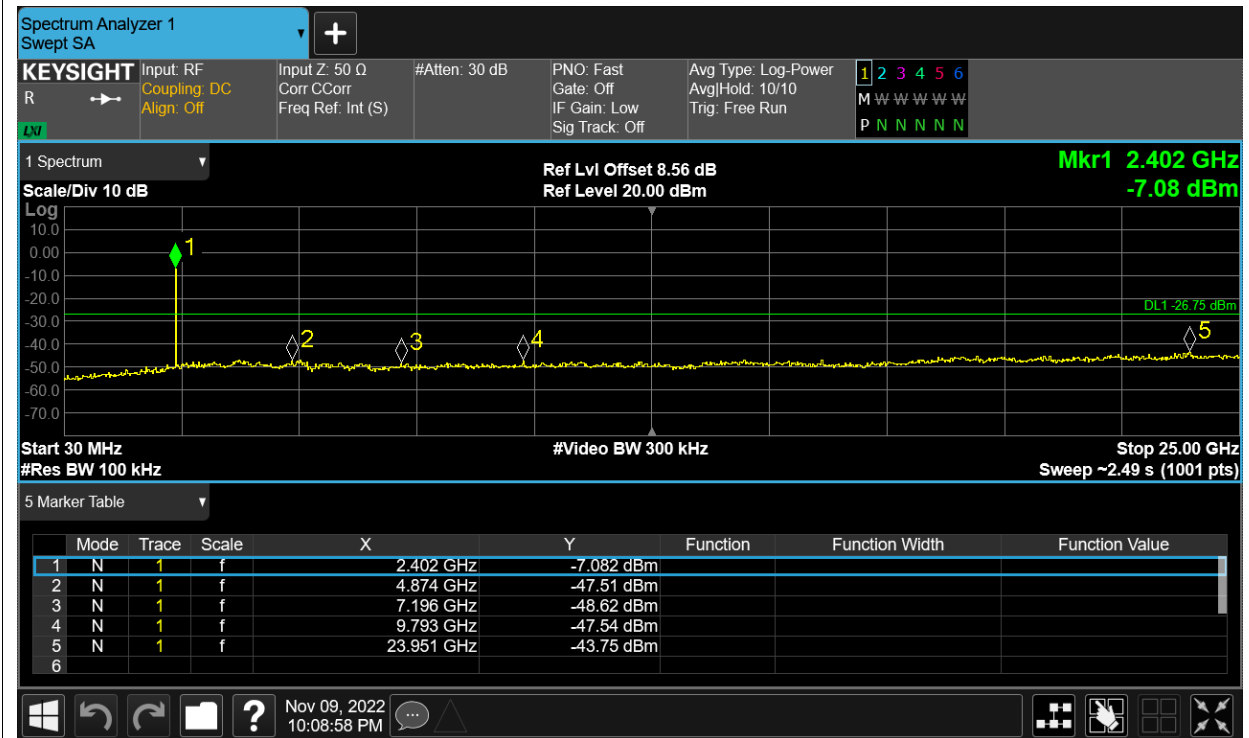 Spectrum Analyzer 1
Swept SA
+
KEYSIGHT Input: RF Input Z: 50 Ω #Atten: 30 dB PNO: Fast Avg Type: Log-Power 1 2 3 4 5 6
R Coupling: DC Corr CCorr Gate: Off Avg|Hold: 10/10 M W W W W W W
Align: Off Freq Ref: Int (S) IF Gain: Low Trig: Free Run
LXI Sig Track: Off P N N N N N N
1 Spectrum Ref Lvl Offset 8.56 dB Mkr1 2.402 GHz
Scale/Div 10 dB Ref Level 20.00 dBm -7.08 dBm
Log
10.0
1
0.00
-10.0
-20.0
DL1 -26.75 dBm
-30.0
2 3 4 5
-40.0
-50.0
-60.0
-70.0
Start 30 MHz #Video BW 300 kHz Stop 25.00 GHz
#Res BW 100 kHz Sweep ~2.49 s (1001 pts)
5 Marker Table
Mode Trace Scale X Y Function Function Width Function Value
1 N 1 f 2.402 GHz -7.082 dBm
2 N 1 f 4.874 GHz -47.51 dBm
3 N 1 f 7.196 GHz -48.62 dBm
4 N 1 f 9.793 GHz -47.54 dBm
5 N 1 f 23.951 GHz -43.75 dBm
6
? Nov 09, 2022
10:08:58 PM